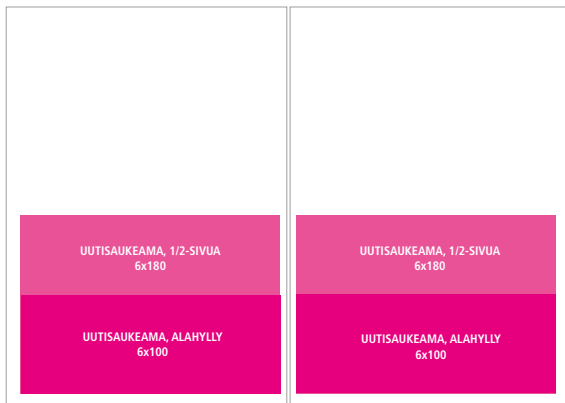 UUTISAUKEAMA, 1/2-SIVUA
6x180
UUTISAUKEAMA, ALAHYLLY
6x100
UUTISAUKEAMA, 1/2-SIVUA
6x180
UUTISAUKEAMA, ALAHYLLY
6x100